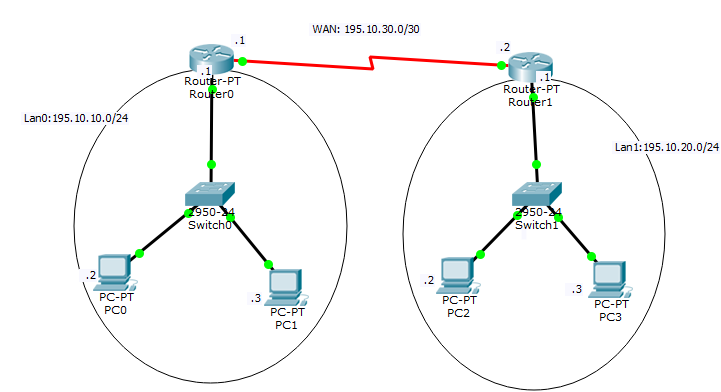 WAN: 195.10.30.0/30
.1
.2
.1
Router-PT
Router0
.1
Router-PT
Router1
Lan0:195.10.10.0/24
Lan1:195.10.20.0/24
2950-24
Switch0
2950-24
Switch1
.2
PC-PT
PC0
.3
PC-PT
PC1
.2
PC-PT
PC2
.3
PC-PT
PC3